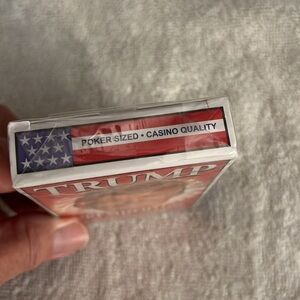 POKER SIZED • CASINO QUALITY
TRUMP